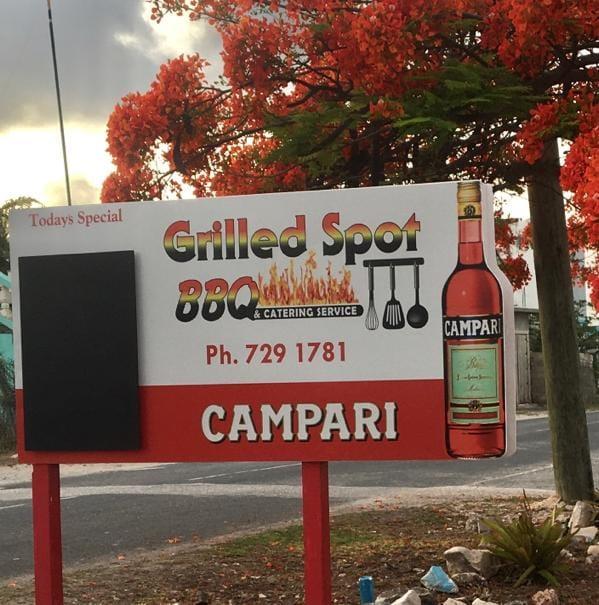 Todays Special
Grilled Spot
BBQ
& CATERING SERVICE
Ph. 729 1781
CAMPARI
CAMPARI